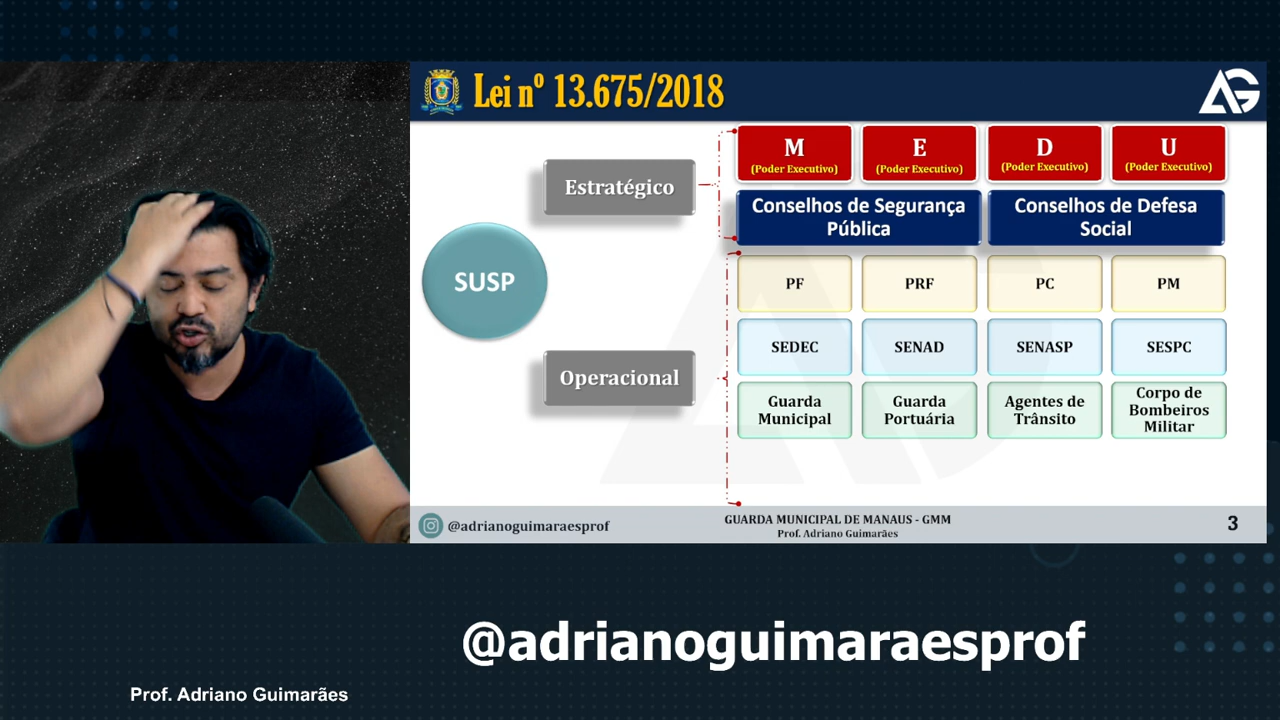 Lei nº 13.675/2018
AG
M
(Poder Executivo)
E
(Poder Executivo)
D
(Poder Executivo)
U
(Poder Executivo)
Estratégico
Conselhos de Segurança
Pública
Conselhos de Defesa
Social
SUSP
PF
PRF
PC
PM
SEDEC
SENAD
SENASP
SESPC
Operacional
Guarda
Municipal
Guarda
Portuária
Agentes de
Trânsito
Corpo de
Bombeiros
Militar
@adrianoguimaraesprof
GUARDA MUNICIPAL DE MANAUS - GMM
Prof. Adriano Guimarães
3
@adrianoguimaraesprof
Prof. Adriano Guimarães